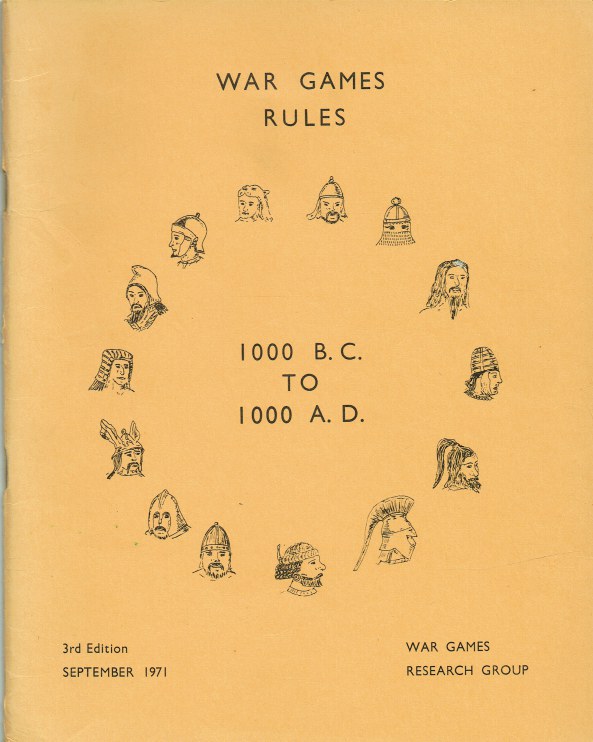 WAR GAMES
RULES
1000 B.C.
TO
1000 A.D.
3rd Edition
SEPTEMBER 1971
WAR GAMES
RESEARCH GROUP